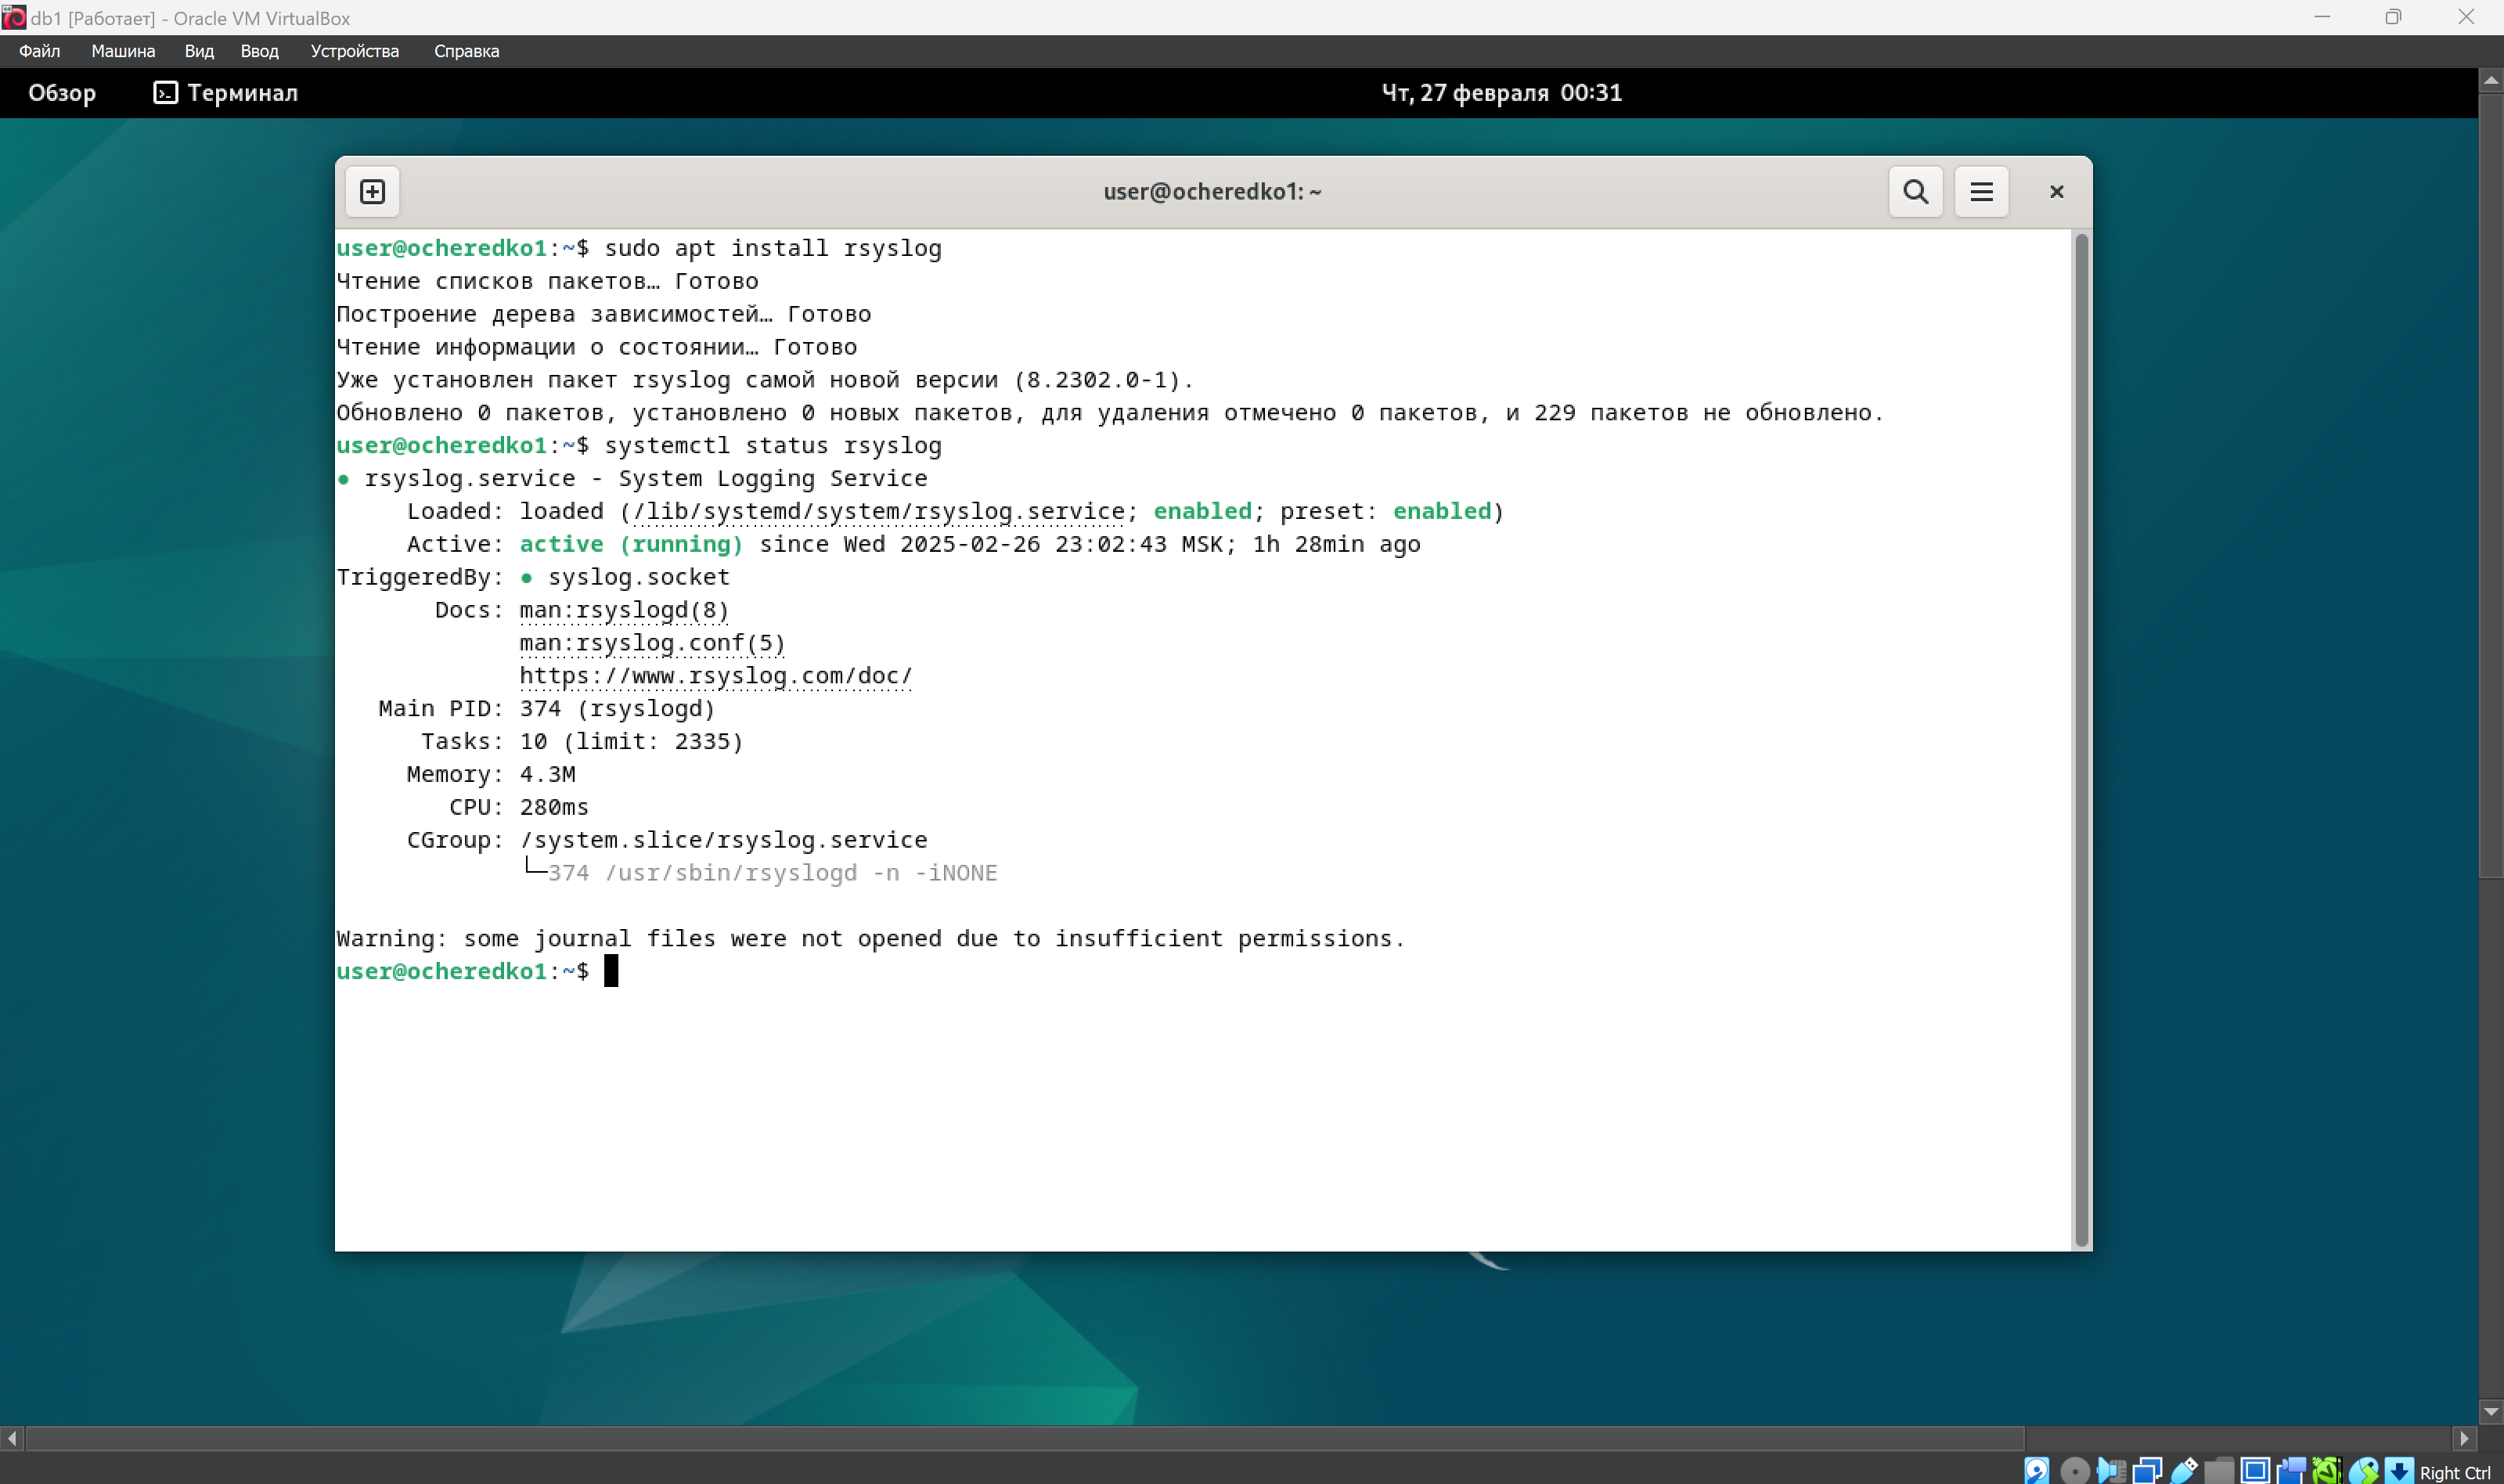 db1 [Работает] - Oracle VM VirtualBox
Файл Машина Вид Ввод Устройства Справка
Обзор Терминал Чт, 27 февраля 00:31
user@ocheredko1: ~
user@ocheredko1:~$ sudo apt install rsyslog
Чтение списков пакетов… Готово
Построение дерева зависимостей… Готово
Чтение информации о состоянии… Готово
Уже установлен пакет rsyslog самой новой версии (8.2302.0-1).
Обновлено 0 пакетов, установлено 0 новых пакетов, для удаления отмечено 0 пакетов, и 229 пакетов не обновлено.
user@ocheredko1:~$ systemctl status rsyslog
● rsyslog.service - System Logging Service
Loaded: loaded (/lib/systemd/system/rsyslog.service; enabled; preset: enabled)
Active: active (running) since Wed 2025-02-26 23:02:43 MSK; 1h 28min ago
TriggeredBy: ● syslog.socket
Docs: man:rsyslogd(8)
man:rsyslog.conf(5)
https://www.rsyslog.com/doc/
Main PID: 374 (rsyslogd)
Tasks: 10 (limit: 2335)
Memory: 4.3M
CPU: 280ms
CGroup: /system.slice/rsyslog.service
└─374 /usr/sbin/rsyslogd -n -iNONE
Warning: some journal files were not opened due to insufficient permissions.
user@ocheredko1:~$
Right Ctrl